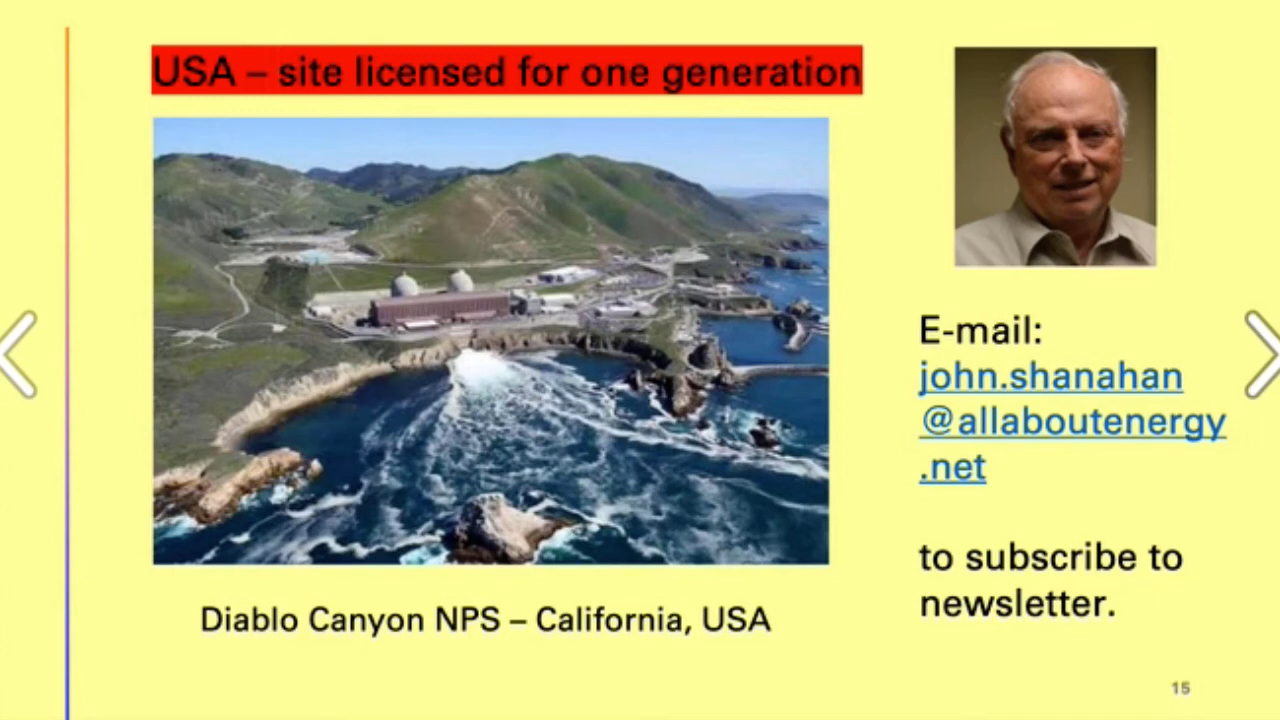 USA – site licensed for one generation
E-mail:
john.shanahan
@allaboutenergy
.net
to subscribe to
newsletter.
Diablo Canyon NPS – California, USA
15